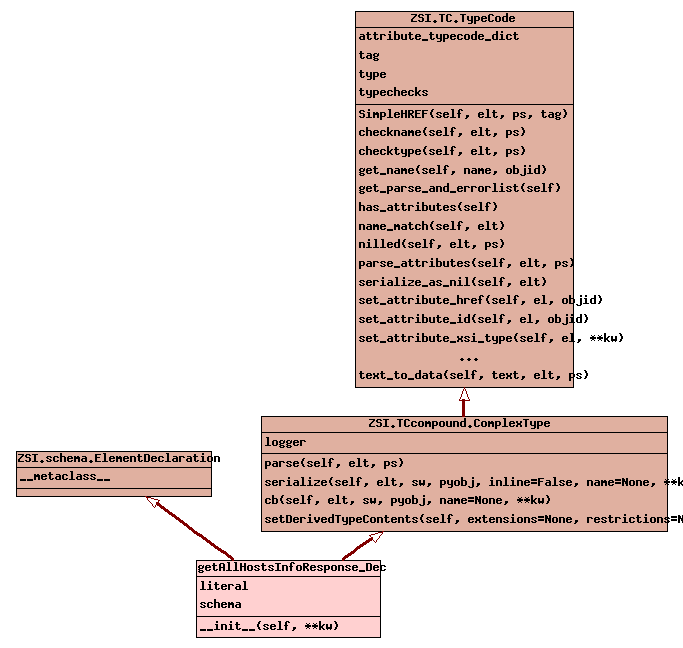 ZSI.TC.TypeCode
attribute_typecode_dict
tag
type
typechecks
SimpleHREF(self, elt, ps, tag)
checkname(self, elt, ps)
checktype(self, elt, ps)
get_name(self, name, objid)
get_parse_and_errorlist(self)
has_attributes(self)
name_match(self, elt)
nilled(self, elt, ps)
parse_attributes(self, elt, ps)
serialize_as_nil(self, elt)
set_attribute_href(self, el, objid)
set_attribute_id(self, el, objid)
set_attribute_xsi_type(self, el, **kw)
...
text_to_data(self, text, elt, ps)
ZSI.TCcompound.ComplexType
logger
parse(self, elt, ps)
serialize(self, elt, sw, pyobj, inline=False, name=None, **k
cb(self, elt, sw, pyobj, name=None, **kw)
setDerivedTypeContents(self, extensions=None, restrictions=N
ZSI.schema.ElementDeclaration
__metaclass__
getAllHostsInfoResponse_Dec
literal
schema
__init__(self, **kw)